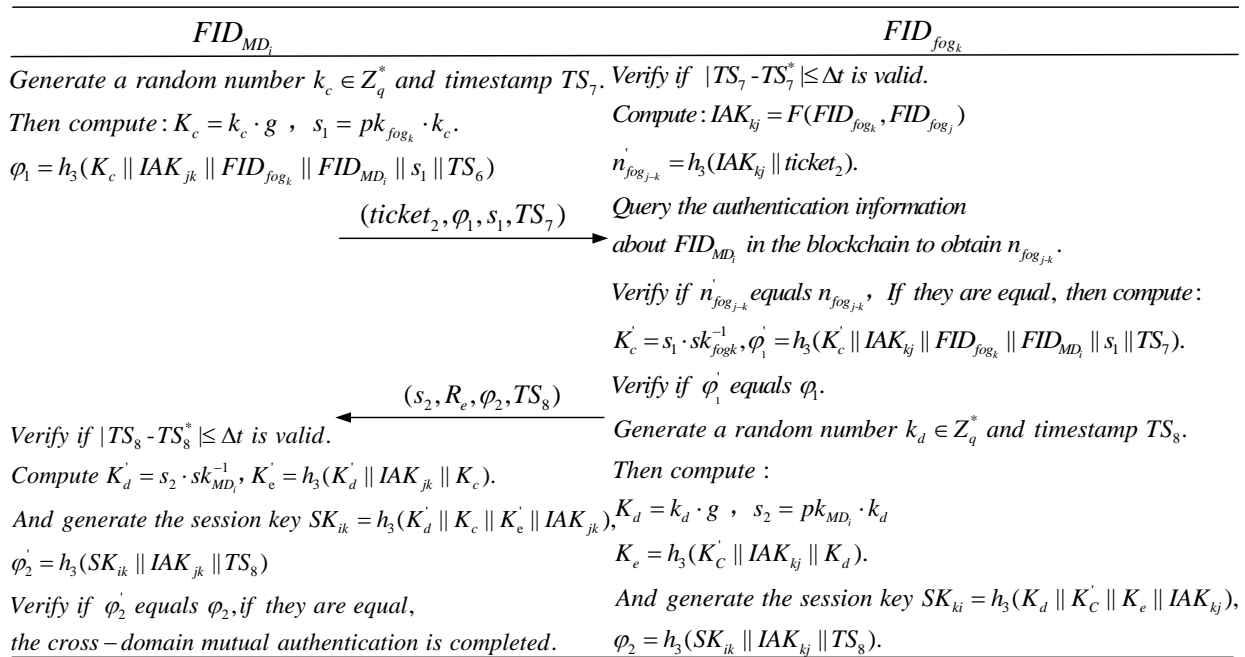 FID_{MD_i}
FID_{fog_k}
Generate a random number k_c ∈ Z_q^* and timestamp TS_7.
Then compute: K_c = k_c · g , s_1 = pk_{fog_k} · k_c.
φ_1 = h_3(K_c || IAK_{jk} || FID_{fog_k} || FID_{MD_i} || s_1 || TS_6)
(ticket_2, φ_1, s_1, TS_7)
Verify if | TS_7 - TS_7^* | ≤ Δt is valid.
Compute: IAK_{kj} = F(FID_{fog_k}, FID_{fog_j})
n'_{fog_{j-k}} = h_3(IAK_{kj} || ticket_2).
Query the authentication information
about FID_{MD_i} in the blockchain to obtain n_{fog_{j-k}}.
Verify if n'_{fog_{j-k}} equals n_{fog_{j-k}}, If they are equal, then compute:
K'_c = s_1 · sk_{fogk}^{-1}, φ'_1 = h_3(K'_c || IAK_{kj} || FID_{fog_k} || FID_{MD_i} || s_1 || TS_7).
Verify if φ'_1 equals φ_1.
Generate a random number k_d ∈ Z_q^* and timestamp TS_8.
Then compute :
K_d = k_d · g , s_2 = pk_{MD_i} · k_d
K_e = h_3(K'_C || IAK_{kj} || K_d).
And generate the session key SK_{ki} = h_3(K_d || K'_C || K_e || IAK_{kj}),
φ_2 = h_3(SK_{ik} || IAK_{kj} || TS_8).
(s_2, R_e, φ_2, TS_8)
Verify if | TS_8 - TS_8^* | ≤ Δt is valid.
Compute K'_d = s_2 · sk_{MD_i}^{-1}, K'_e = h_3(K'_d || IAK_{jk} || K_c).
And generate the session key SK_{ik} = h_3(K'_d || K_c || K'_e || IAK_{jk}),
φ'_2 = h_3(SK_{ik} || IAK_{jk} || TS_8)
Verify if φ'_2 equals φ_2, if they are equal,
the cross-domain mutual authentication is completed.